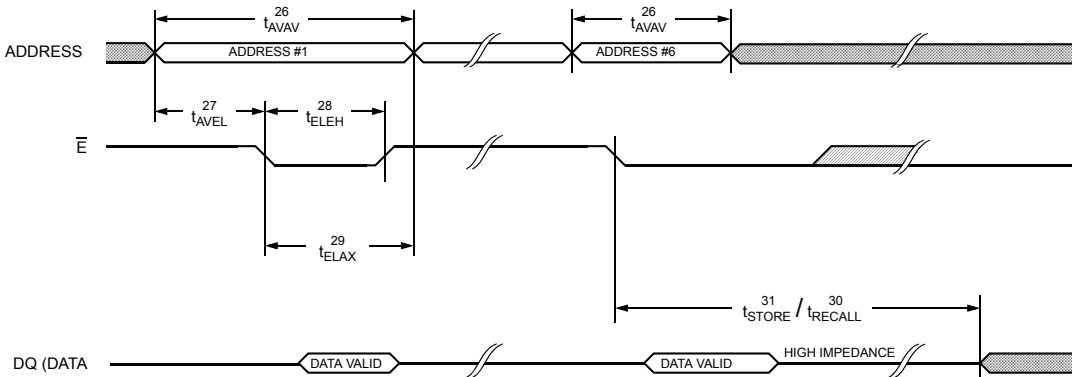 26 26
tAVAV tAVAV
ADDRESS ADDRESS #1 ADDRESS #6
27 28
tAVEL tELEH
E
29
tELAX
31 30
tSTORE / tRECALL
DQ (DATA DATA VALID DATA VALID HIGH IMPEDANCE